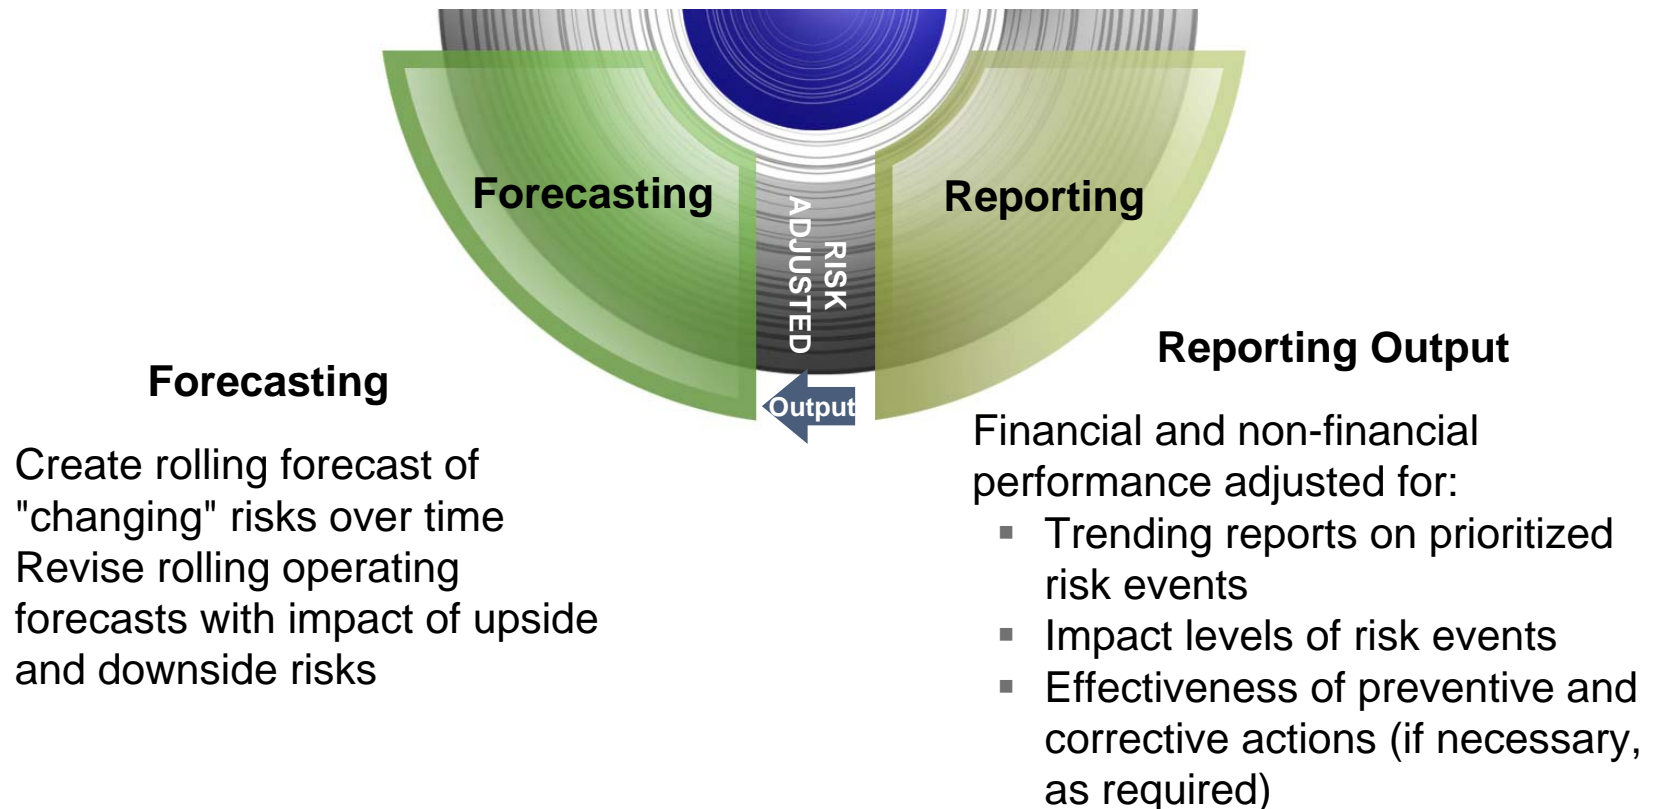 Forecasting
RISK
ADJUSTED
Reporting
Output
Forecasting
Create rolling forecast of
"changing" risks over time
Revise rolling operating
forecasts with impact of upside
and downside risks
Reporting Output
Financial and non-financial
performance adjusted for:
▪ Trending reports on prioritized
risk events
▪ Impact levels of risk events
▪ Effectiveness of preventive and
corrective actions (if necessary,
as required)